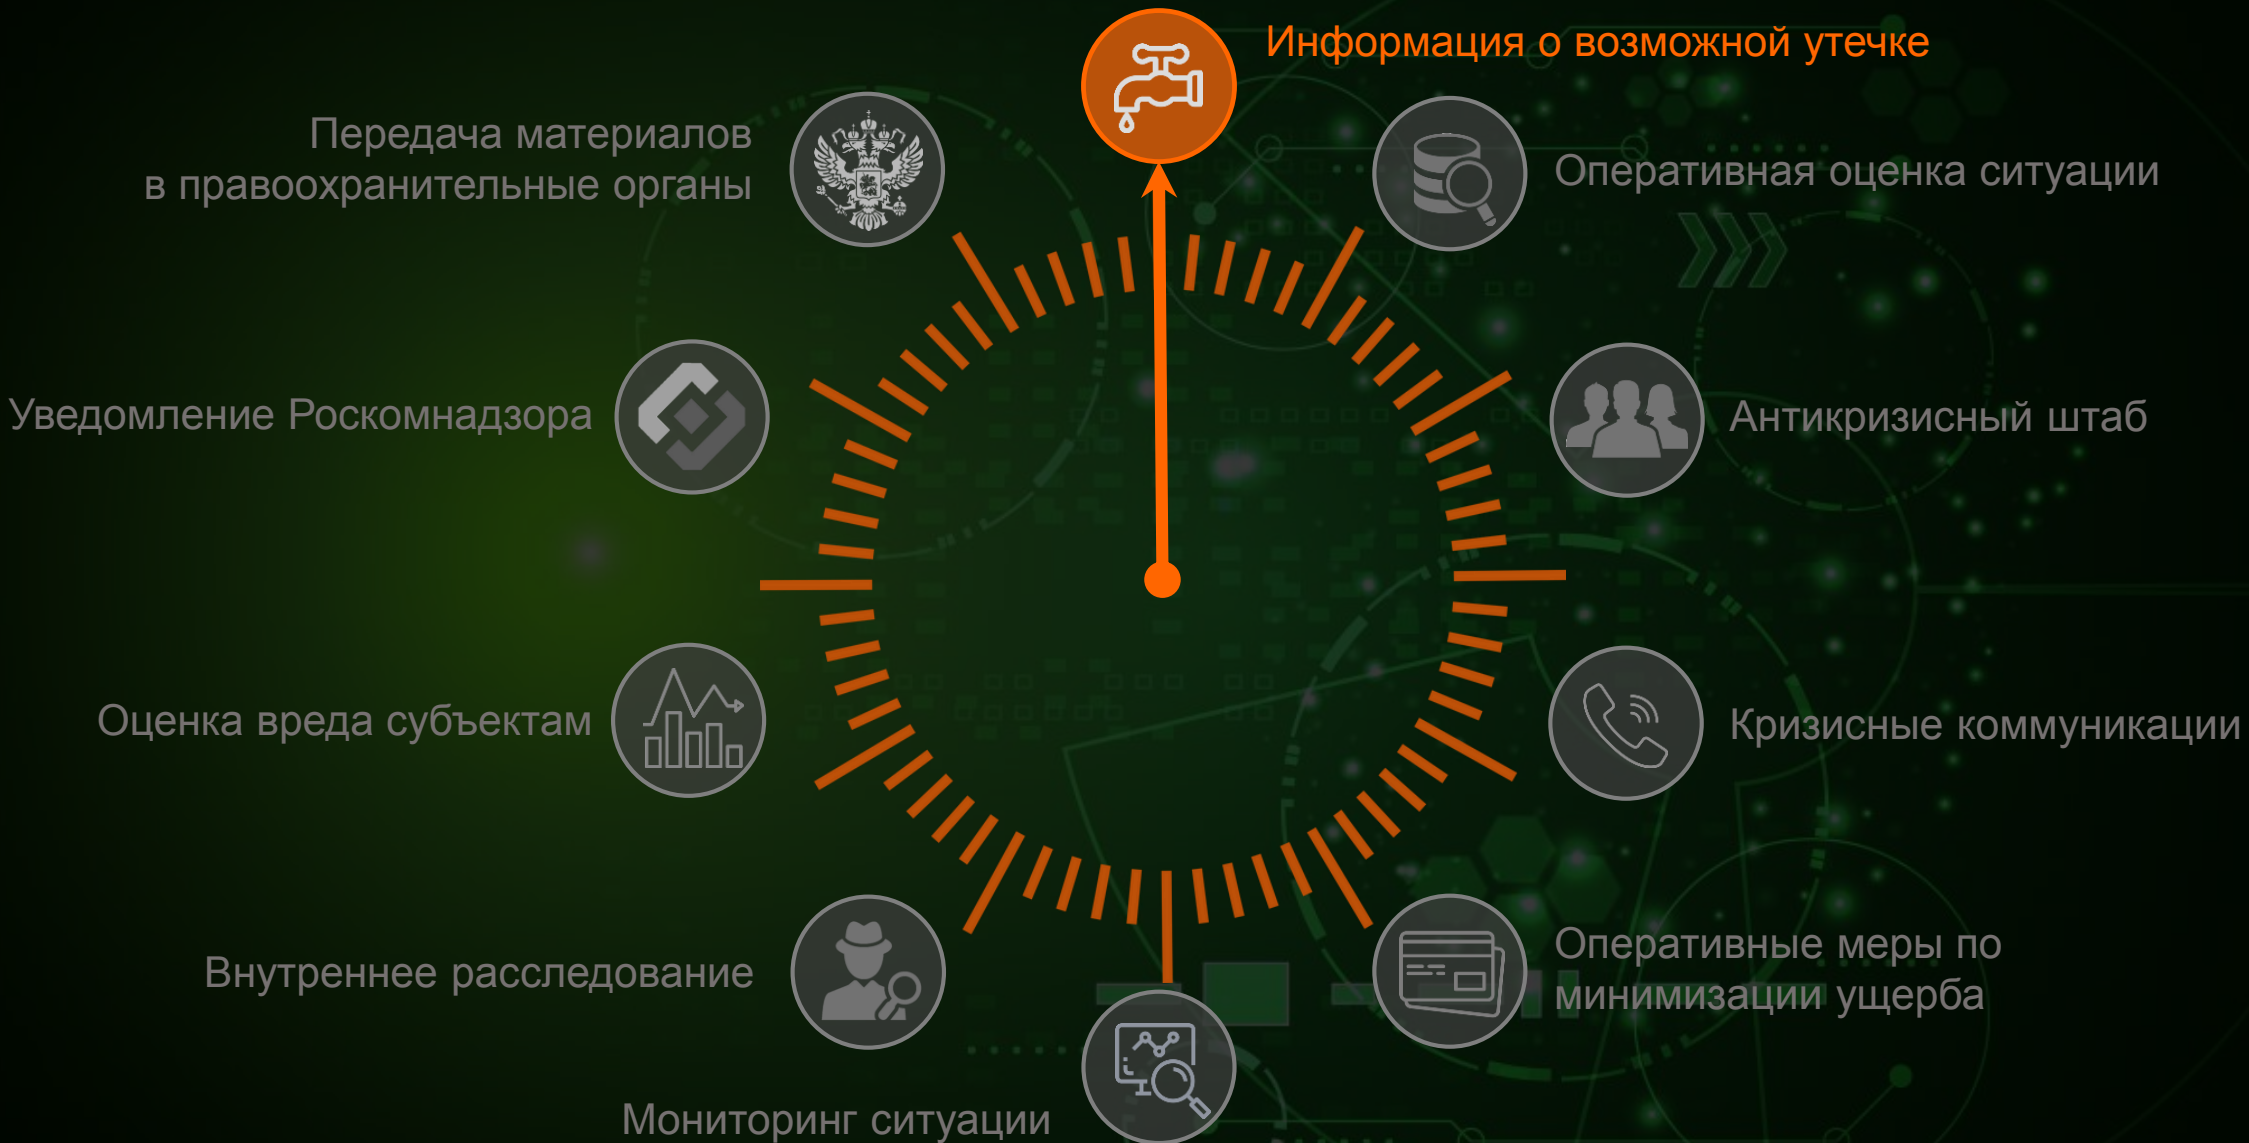 Информация о возможной утечке
Оперативная оценка ситуации
Антикризисный штаб
Кризисные коммуникации
Оперативные меры по
минимизации ущерба
Мониторинг ситуации
Внутреннее расследование
Оценка вреда субъектам
Уведомление Роскомнадзора
Передача материалов
в правоохранительные органы